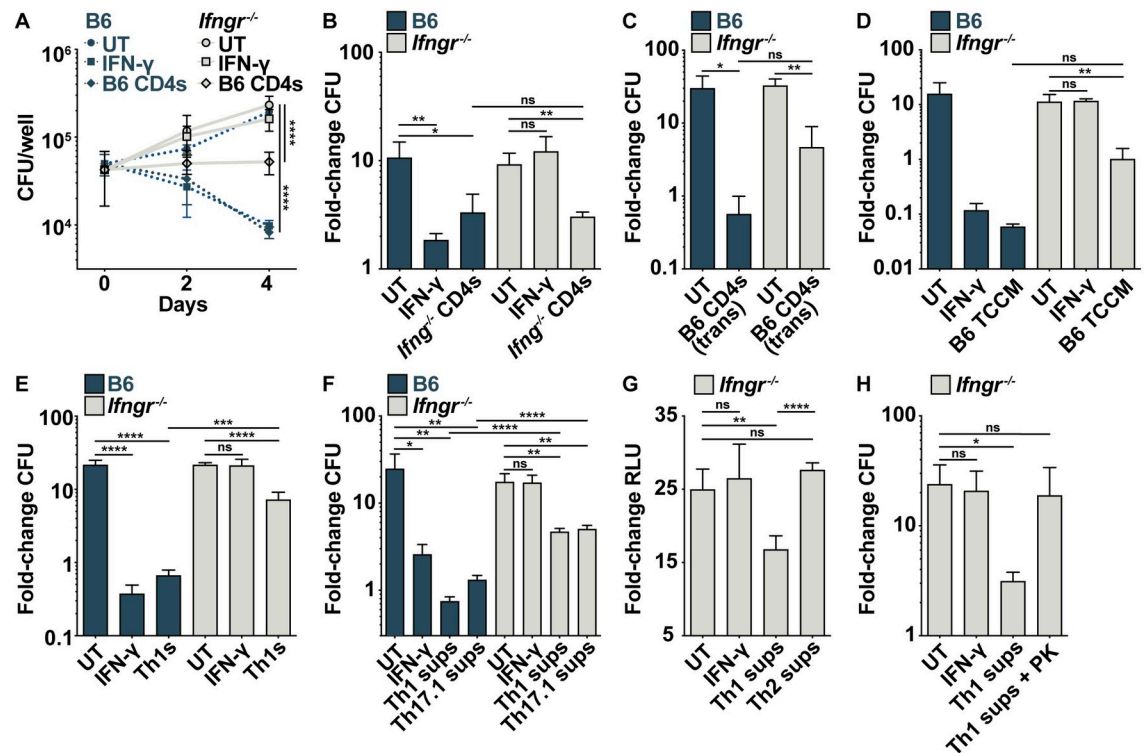 A
B6
Ifngr-/-
UT
IFN-γ
B6 CD4s
UT
IFN-γ
B6 CD4s
CFU/well
10^6
10^5
10^4
****
****
0 2 4
Days
B
B6
Ifngr-/-
Fold-change CFU
100
10
1
ns
** **
* ns
UT
IFN-γ
Ifng-/- CD4s
UT
IFN-γ
Ifng-/- CD4s
C
B6
Ifngr-/-
Fold-change CFU
100
10
1
0.1
ns
* **
UT
B6 CD4s
(trans)
UT
B6 CD4s
(trans)
D
B6
Ifngr-/-
Fold-change CFU
100
10
1
0.1
0.01
ns
**
ns
UT
IFN-γ
B6 TCCM
UT
IFN-γ
B6 TCCM
E
B6
Ifngr-/-
Fold-change CFU
100
10
1
0.1
***
**** ****
**** ns
UT
IFN-γ
Th1s
UT
IFN-γ
Th1s
F
B6
Ifngr-/-
Fold-change CFU
100
10
1
****
** ****
** **
* **
ns
UT
IFN-γ
Th1 sups
Th17.1 sups
UT
IFN-γ
Th1 sups
Th17.1 sups
G
Ifngr-/-
Fold-change RLU
35
25
15
5
ns ****
**
ns
UT
IFN-γ
Th1 sups
Th2 sups
H
Ifngr-/-
Fold-change CFU
100
10
1
ns
*
ns
UT
IFN-γ
Th1 sups
Th1 sups + PK